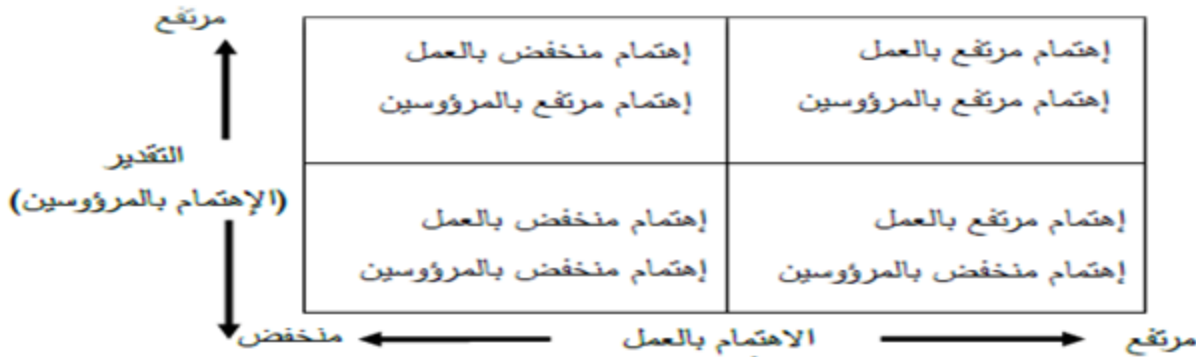 مرتفع
إهتمام مرتفع بالعمل
إهتمام مرتفع بالمرؤوسين
إهتمام منخفض بالعمل
إهتمام مرتفع بالمرؤوسين
التقدير
(الإهتمام بالمرؤوسين)
إهتمام مرتفع بالعمل
إهتمام منخفض بالمرؤوسين
إهتمام منخفض بالعمل
إهتمام منخفض بالمرؤوسين
مرتفع
الاهتمام بالعمل
منخفض